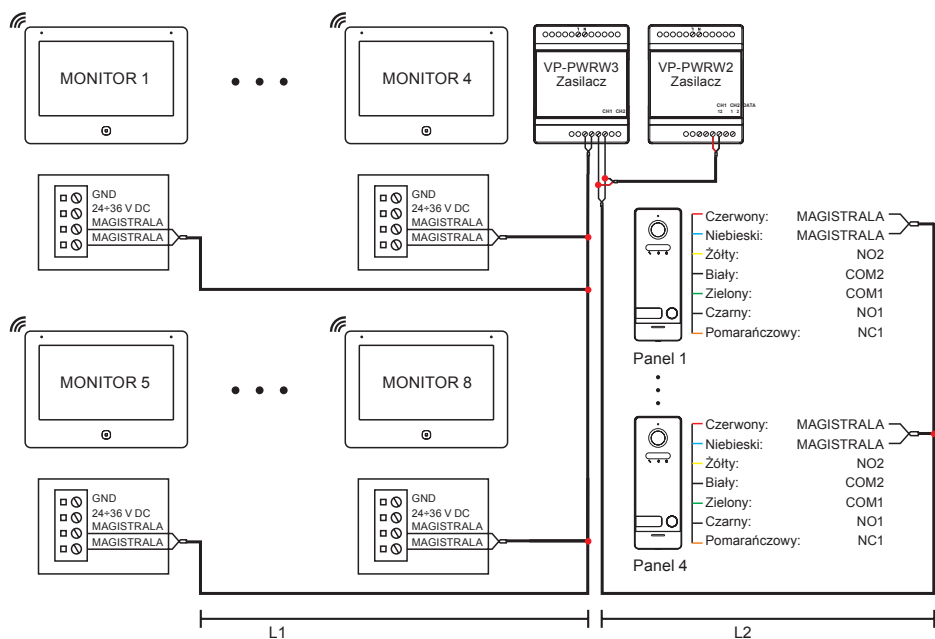 MONITOR 1
MONITOR 4
VP-PWRW3
Zasilacz
CH1 CH2
VP-PWRW2
Zasilacz
CH1 CH2 DATA
12 1 2
GND
24÷36 V DC
MAGISTRALA
MAGISTRALA
GND
24÷36 V DC
MAGISTRALA
MAGISTRALA
Czerwony: MAGISTRALA
Niebieski: MAGISTRALA
Żółty: NO2
Biały: COM2
Zielony: COM1
Czarny: NO1
Pomarańczowy: NC1
Panel 1
MONITOR 5
MONITOR 8
GND
24÷36 V DC
MAGISTRALA
MAGISTRALA
GND
24÷36 V DC
MAGISTRALA
MAGISTRALA
Czerwony: MAGISTRALA
Niebieski: MAGISTRALA
Żółty: NO2
Biały: COM2
Zielony: COM1
Czarny: NO1
Pomarańczowy: NC1
Panel 4
L1
L2